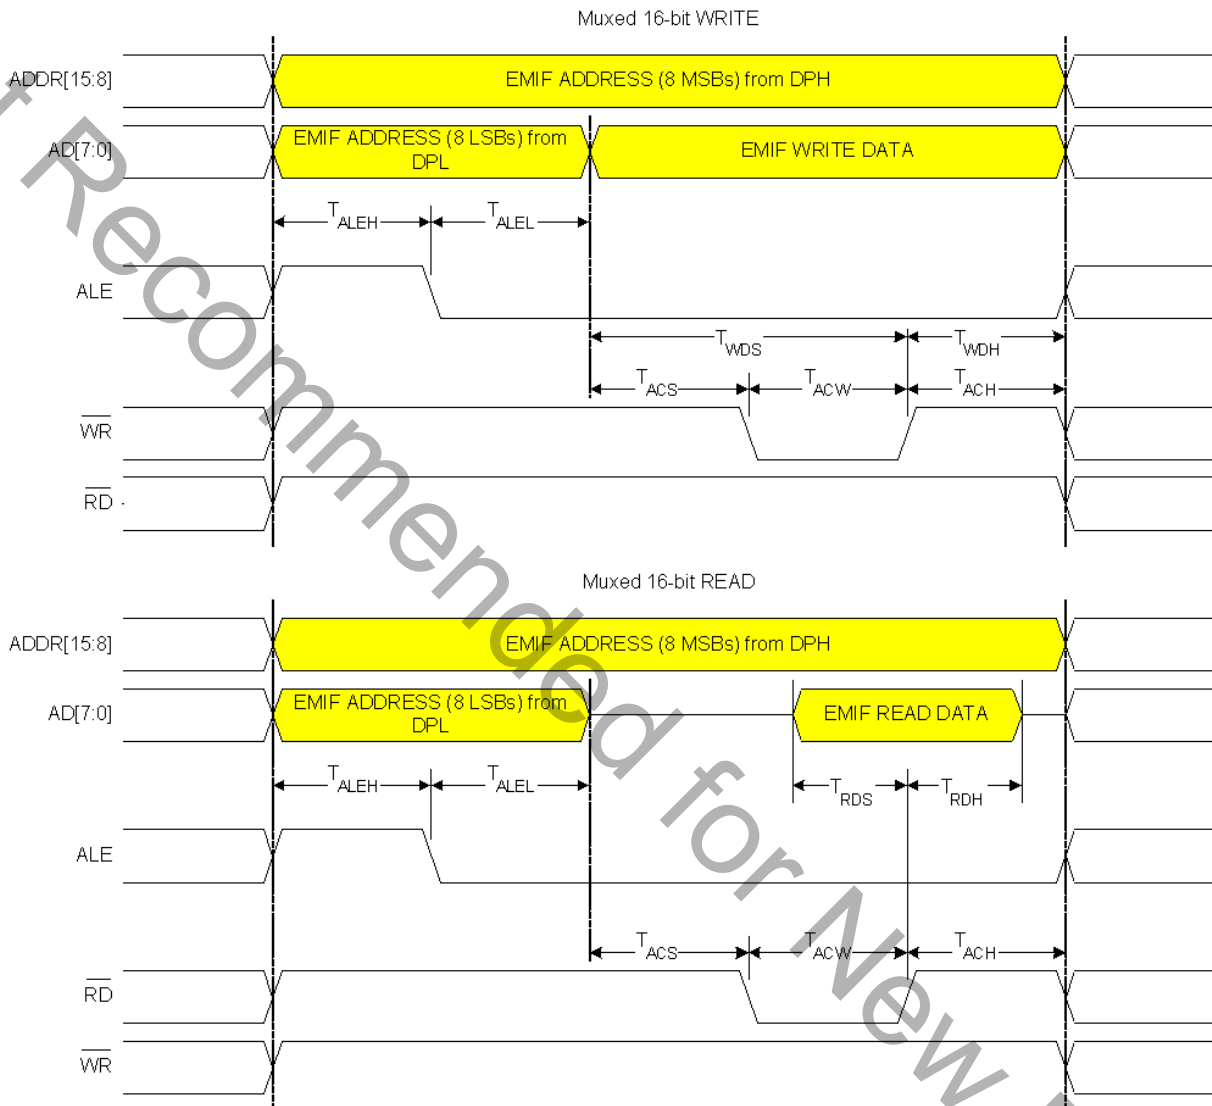 Muxed 16-bit WRITE
ADDR[15:8]
EMIF ADDRESS (8 MSBs) from DPH
AD[7:0]
EMIF ADDRESS (8 LSBs) from
DPL
EMIF WRITE DATA
TALEH
TALEL
ALE
TWDS
TWDH
TACS
TACW
TACH
WR
RD
Muxed 16-bit READ
ADDR[15:8]
EMIF ADDRESS (8 MSBs) from DPH
AD[7:0]
EMIF ADDRESS (8 LSBs) from
DPL
EMIF READ DATA
TALEH
TALEL
TRDS
TRDH
ALE
TACS
TACW
TACH
RD
WR
Recommended for New